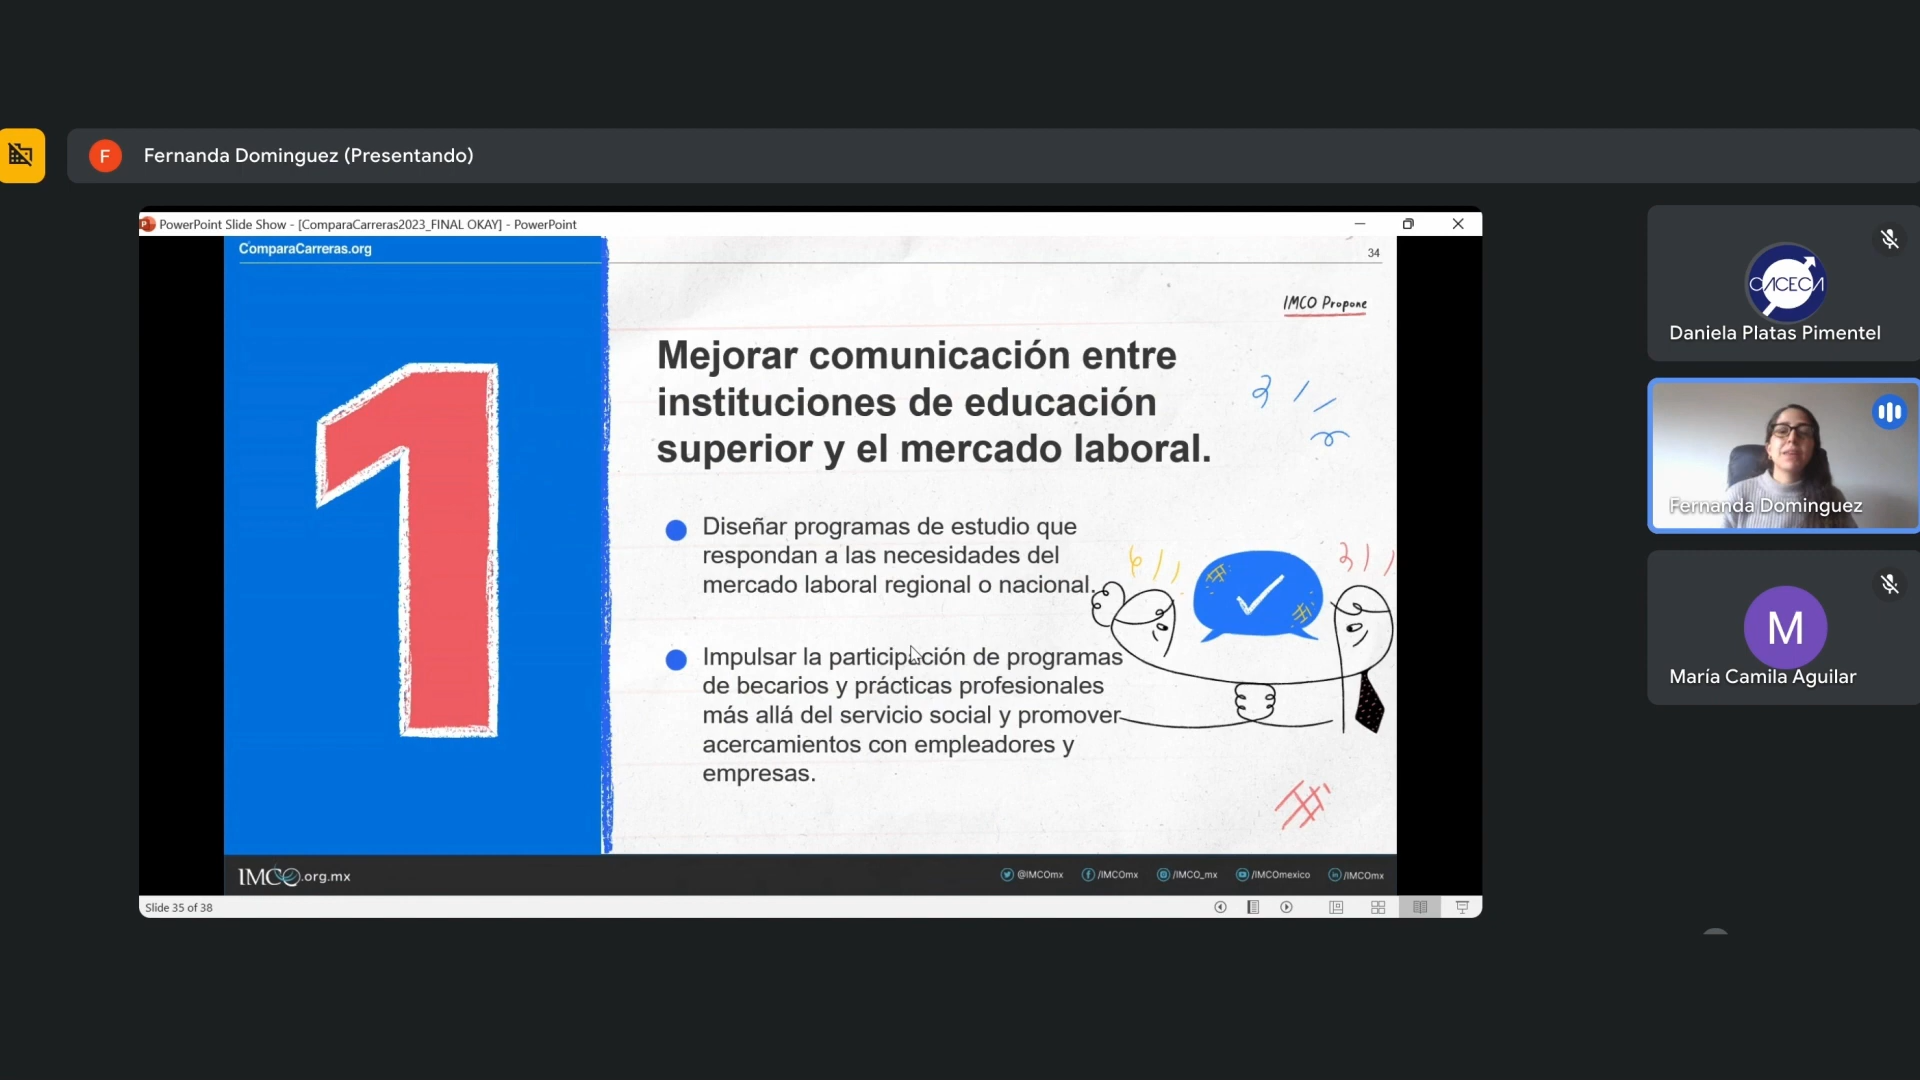 F
Fernanda Dominguez (Presentando)
PowerPoint Slide Show - [ComparaCarreras2023_FINAL OKAY] - PowerPoint
ComparaCarreras.org
34
IMCO Propone
1
Mejorar comunicación entre
instituciones de educación
superior y el mercado laboral.
Diseñar programas de estudio que
respondan a las necesidades del
mercado laboral regional o nacional.
Impulsar la participación de programas
de becarios y prácticas profesionales
más allá del servicio social y promover
acercamientos con empleadores y
empresas.
IMCO.org.mx
@IMCOmx
/IMCOmx
/IMCO_mx
/IMCOmexico
/IMCOmx
Slide 35 of 38
CACECA
Daniela Platas Pimentel
Fernanda Dominguez
M
María Camila Aguilar